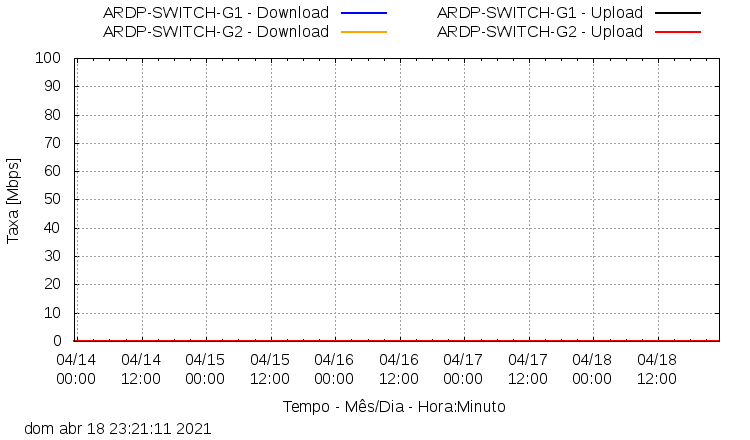 ARDP-SWITCH-G1 - Download ARDP-SWITCH-G1 - Upload
ARDP-SWITCH-G2 - Download ARDP-SWITCH-G2 - Upload
100
90
80
70
60
50
40
30
20
10
0
Taxa [Mbps]
04/14 04/14 04/15 04/15 04/16 04/16 04/17 04/17 04/18 04/18
00:00 12:00 00:00 12:00 00:00 12:00 00:00 12:00 00:00 12:00
Tempo - Mês/Dia - Hora:Minuto
dom abr 18 23:21:11 2021